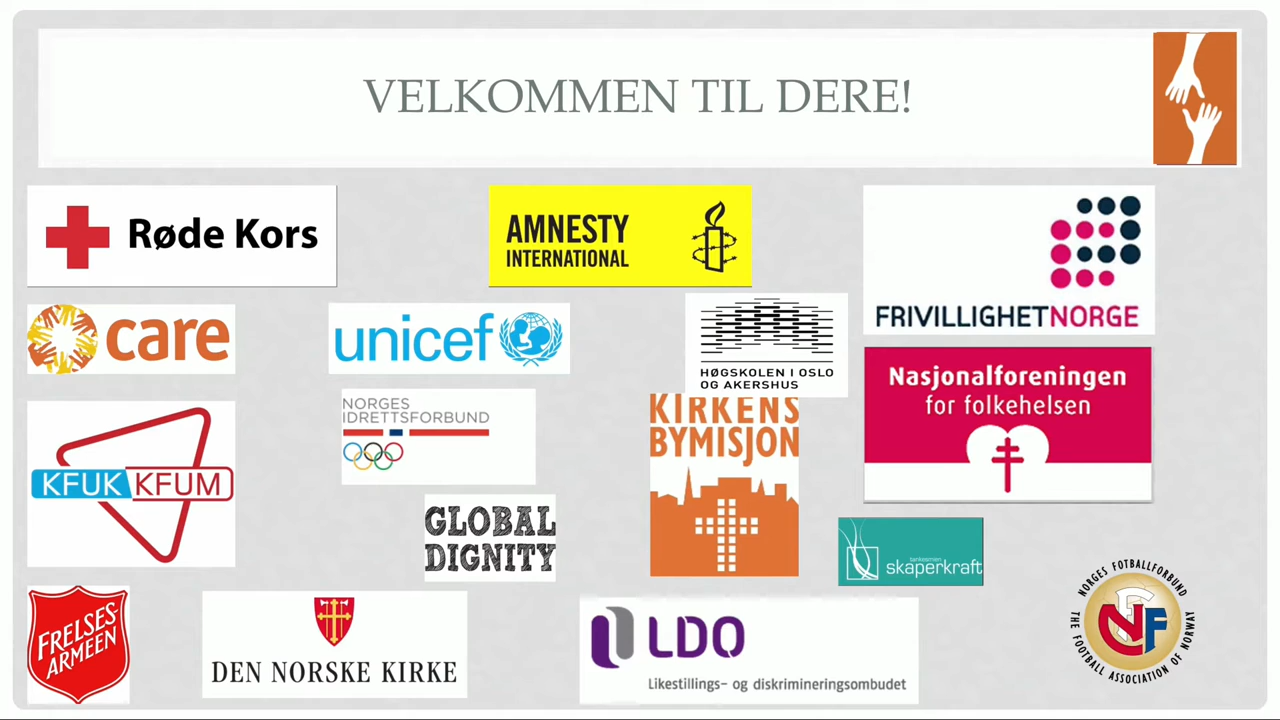 VELKOMMEN TIL DERE!
Røde Kors
AMNESTY
INTERNATIONAL
FRIVILLIGHETNORGE
care
unicef
HØGSKOLEN I OSLO
OG AKERSHUS
Nasjonalforeningen
for folkehelsen
KFUK KFUM
NORGES
IDRETTSFORBUND
KIRKENS
BYMISJON
GLOBAL
DIGNITY
tankesmien
skaperkraft
NORGES FOTBALLFORBUND
NFF
THE FOOTBALL ASSOCIATION OF NORWAY
FRELSES-
ARMEEN
DEN NORSKE KIRKE
LDO
Likestillings- og diskrimineringsombudet